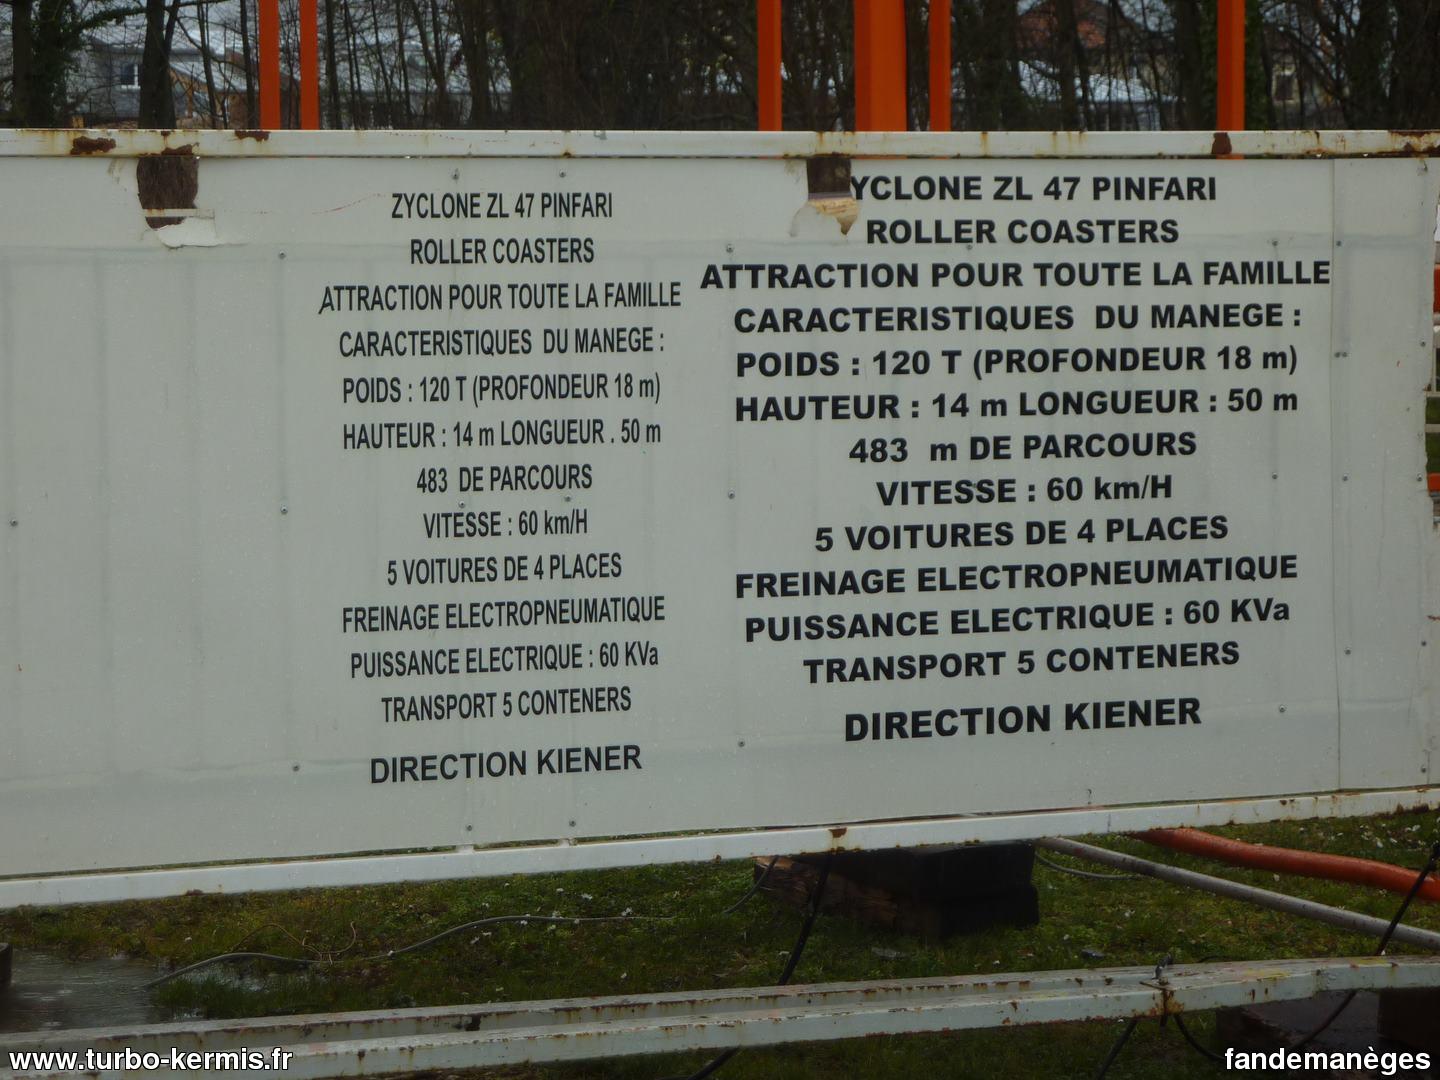 ZYCLONE ZL 47 PINFARI
ROLLER COASTERS
ATTRACTION POUR TOUTE LA FAMILLE
CARACTERISTIQUES DU MANEGE :
POIDS : 120 T (PROFONDEUR 18 m)
HAUTEUR : 14 m LONGUEUR . 50 m
483 DE PARCOURS
VITESSE : 60 km/H
5 VOITURES DE 4 PLACES
FREINAGE ELECTROPNEUMATIQUE
PUISSANCE ELECTRIQUE : 60 KVa
TRANSPORT 5 CONTENERS
DIRECTION KIENER
YCLONE ZL 47 PINFARI
ROLLER COASTERS
ATTRACTION POUR TOUTE LA FAMILLE
CARACTERISTIQUES DU MANEGE :
POIDS : 120 T (PROFONDEUR 18 m)
HAUTEUR : 14 m LONGUEUR : 50 m
483 m DE PARCOURS
VITESSE : 60 km/H
5 VOITURES DE 4 PLACES
FREINAGE ELECTROPNEUMATIQUE
PUISSANCE ELECTRIQUE : 60 KVa
TRANSPORT 5 CONTENERS
DIRECTION KIENER
www.turbo-kermis.fr
fandemanèges